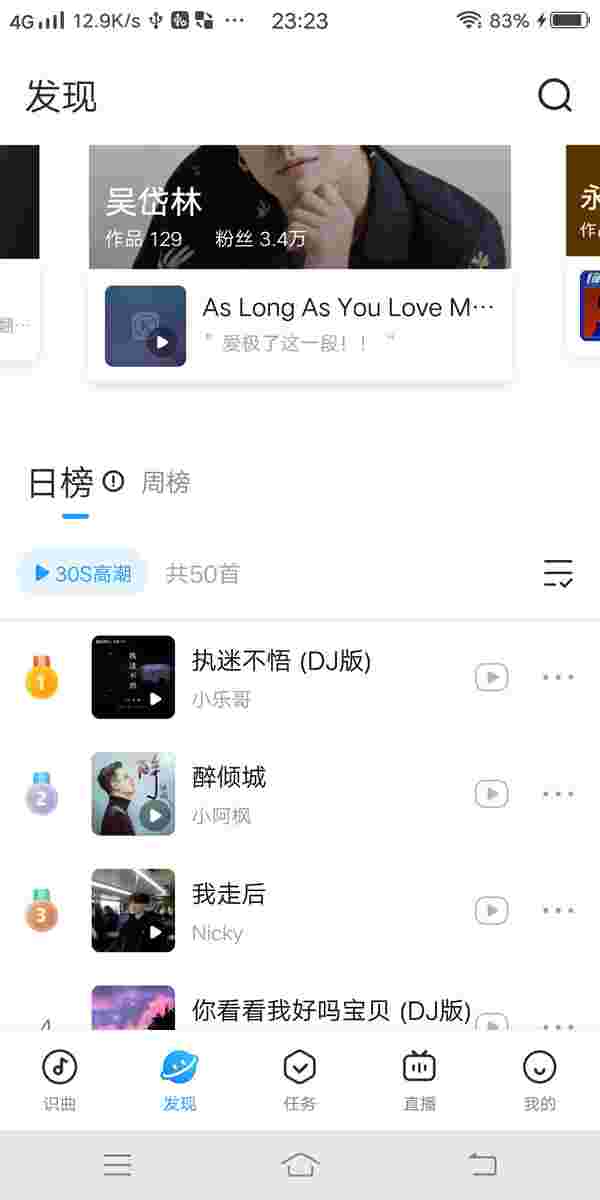 4G 12.9K/s ··· 23:23 83%
发现
吴岱林
作品 129 粉丝 3.4万
永
作品
As Long As You Love M···
" 爱极了这一段！！ "
翻···
日榜 周榜
30S高潮 共50首
1 执迷不悟 (DJ版)
小乐哥
2 醉倾城
小阿枫
3 我走后
Nicky
4 你看看我好吗宝贝 (DJ版)
识曲 发现 任务 直播 我的